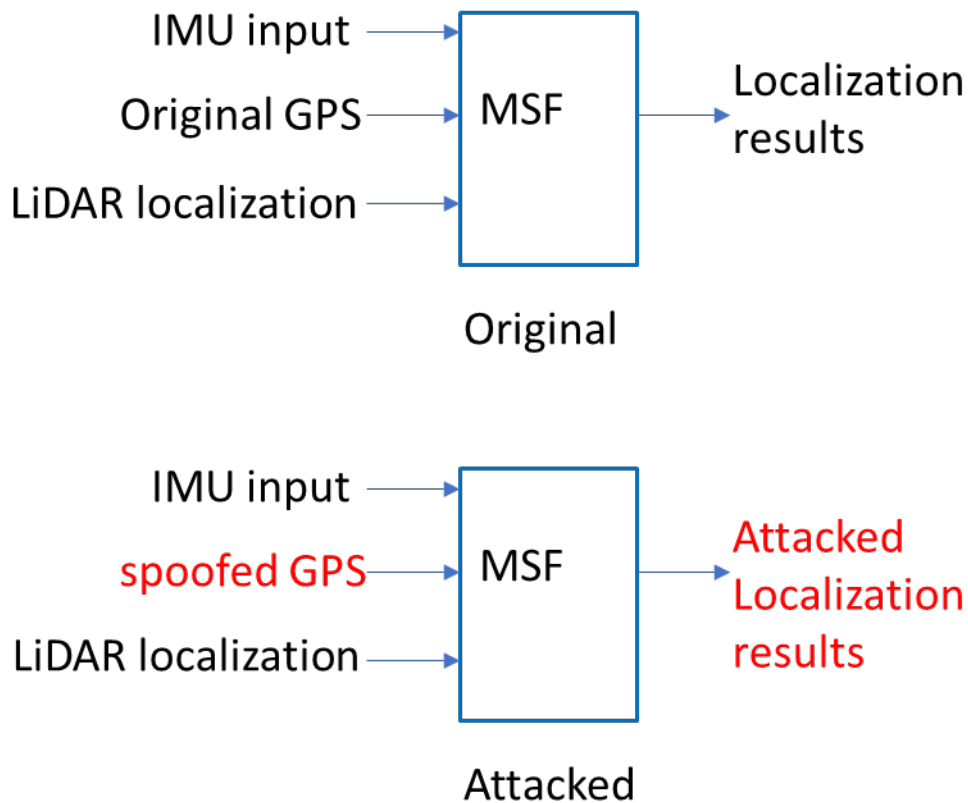 IMU input
Original GPS
LiDAR localization
MSF
Localization
results
Original
IMU input
spoofed GPS
LiDAR localization
MSF
Attacked
Localization
results
Attacked